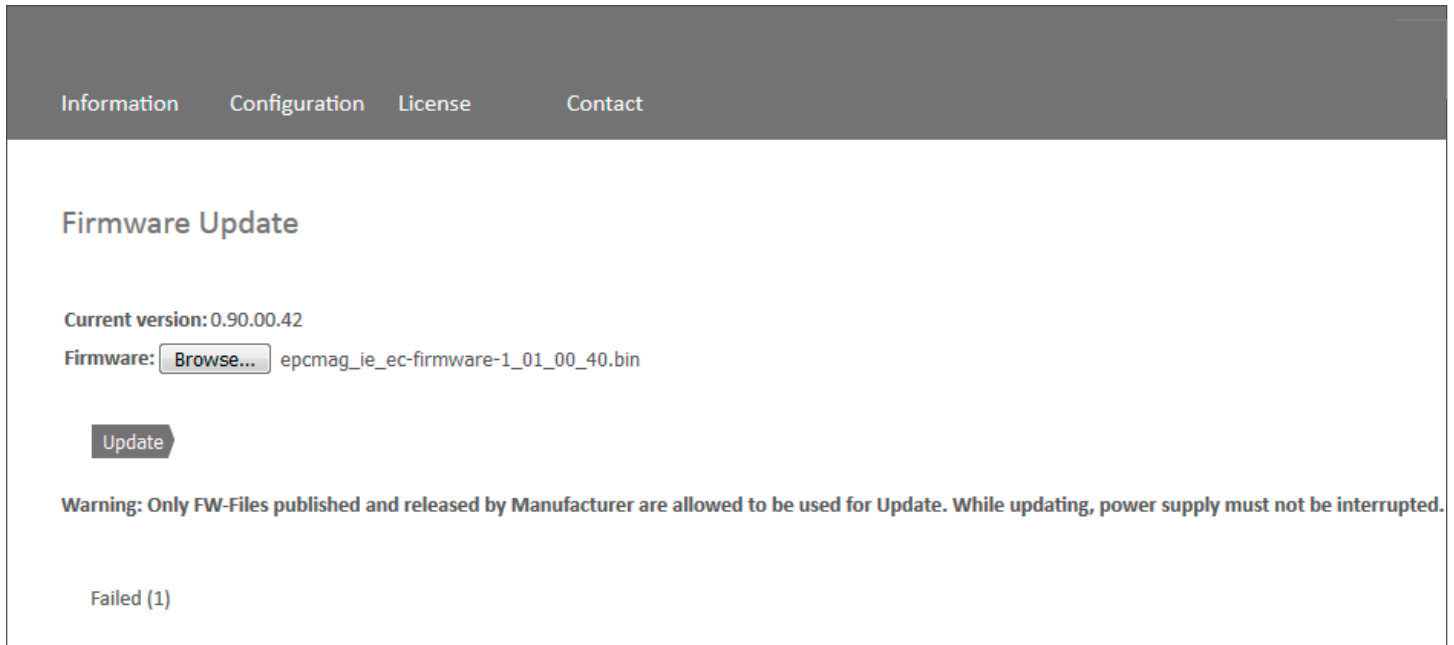 Information Configuration License Contact
Firmware Update
Current version: 0.90.00.42
Firmware: Browse... epcmag_ie_ec-firmware-1_01_00_40.bin
Update
Warning: Only FW-Files published and released by Manufacturer are allowed to be used for Update. While updating, power supply must not be interrupted.
Failed (1)